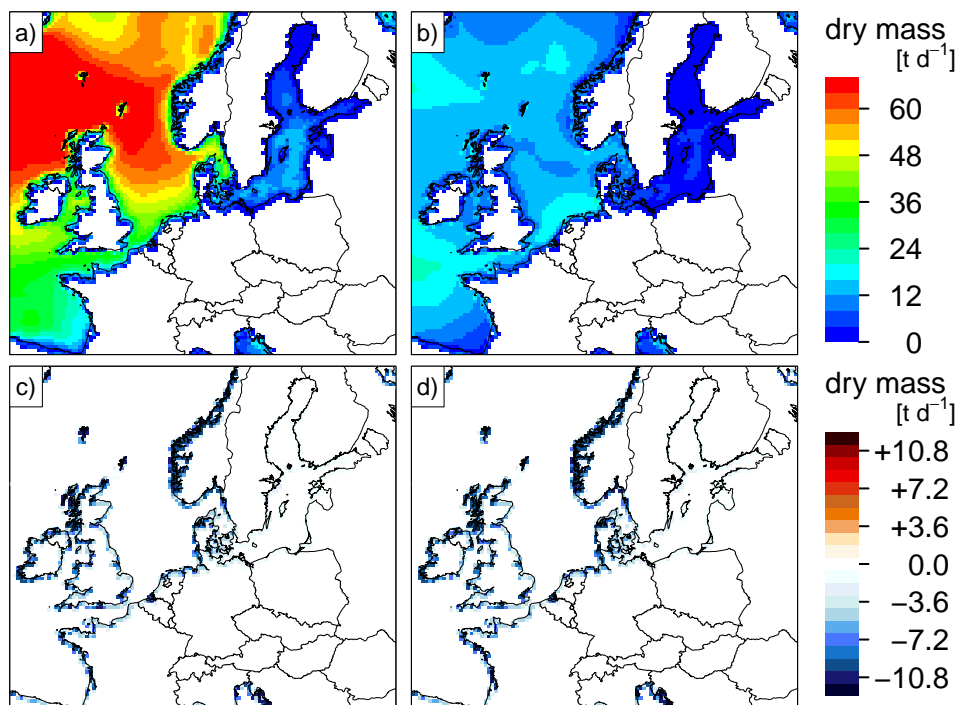 a)
b)
dry mass
[t d⁻¹]
60
48
36
24
12
0
c)
d)
dry mass
[t d⁻¹]
+10.8
+7.2
+3.6
0.0
−3.6
−7.2
−10.8